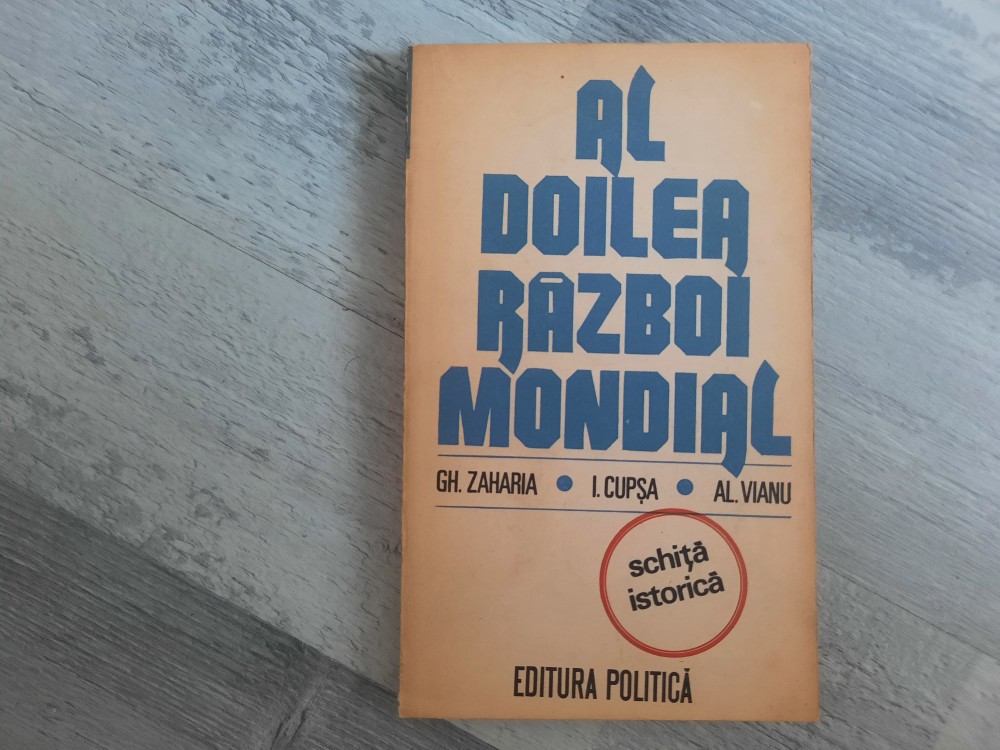 AL
DOILEA
RĂZBOI
MONDIAL
GH. ZAHARIA • I. CUPȘA • AL. VIANU
schiță
istorică
EDITURA POLITICĂ